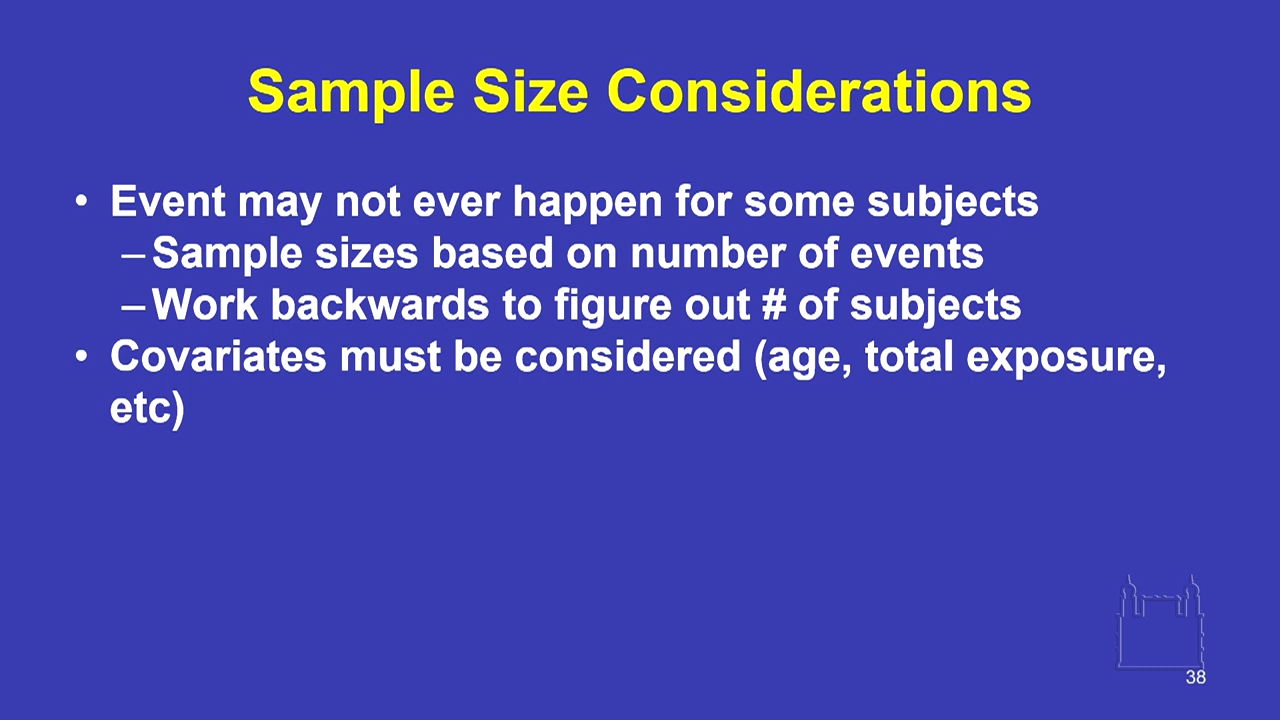 Sample Size Considerations
• Event may not ever happen for some subjects
– Sample sizes based on number of events
– Work backwards to figure out # of subjects
• Covariates must be considered (age, total exposure,
etc)
38